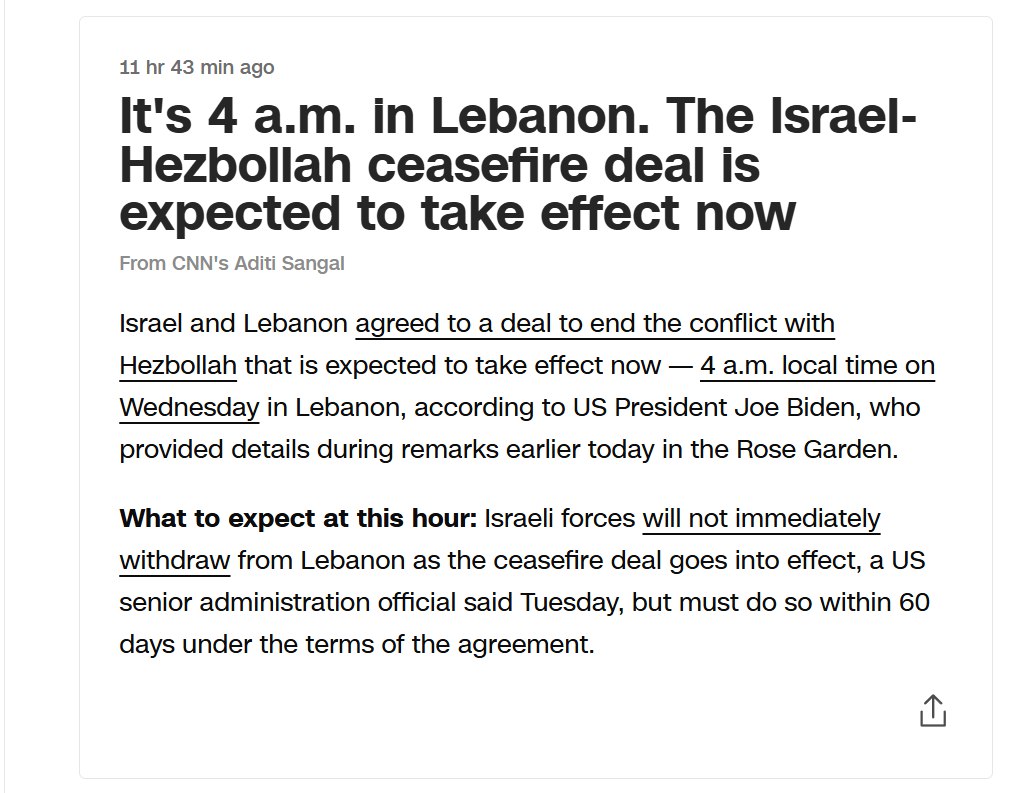 11 hr 43 min ago
It's 4 a.m. in Lebanon. The Israel-
Hezbollah ceasefire deal is
expected to take effect now
From CNN's Aditi Sangal
Israel and Lebanon agreed to a deal to end the conflict with
Hezbollah that is expected to take effect now — 4 a.m. local time on
Wednesday in Lebanon, according to US President Joe Biden, who
provided details during remarks earlier today in the Rose Garden.
What to expect at this hour: Israeli forces will not immediately
withdraw from Lebanon as the ceasefire deal goes into effect, a US
senior administration official said Tuesday, but must do so within 60
days under the terms of the agreement.